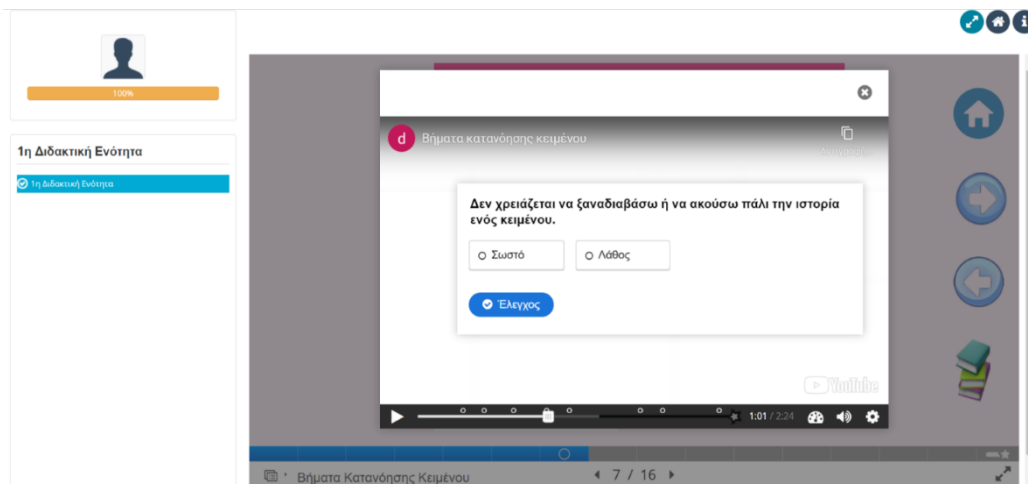 100%
1η Διδακτική Ενότητα
1η Διδακτική Ενότητα
d Βήματα κατανόησης κειμένου
Δεν χρειάζεται να ξαναδιαβάσω ή να ακούσω πάλι την ιστορία
ενός κειμένου.
Σωστό
Λάθος
Έλεγχος
YouTube
1:01 / 2:24
Βήματα Κατανόησης Κειμένου
7 / 16